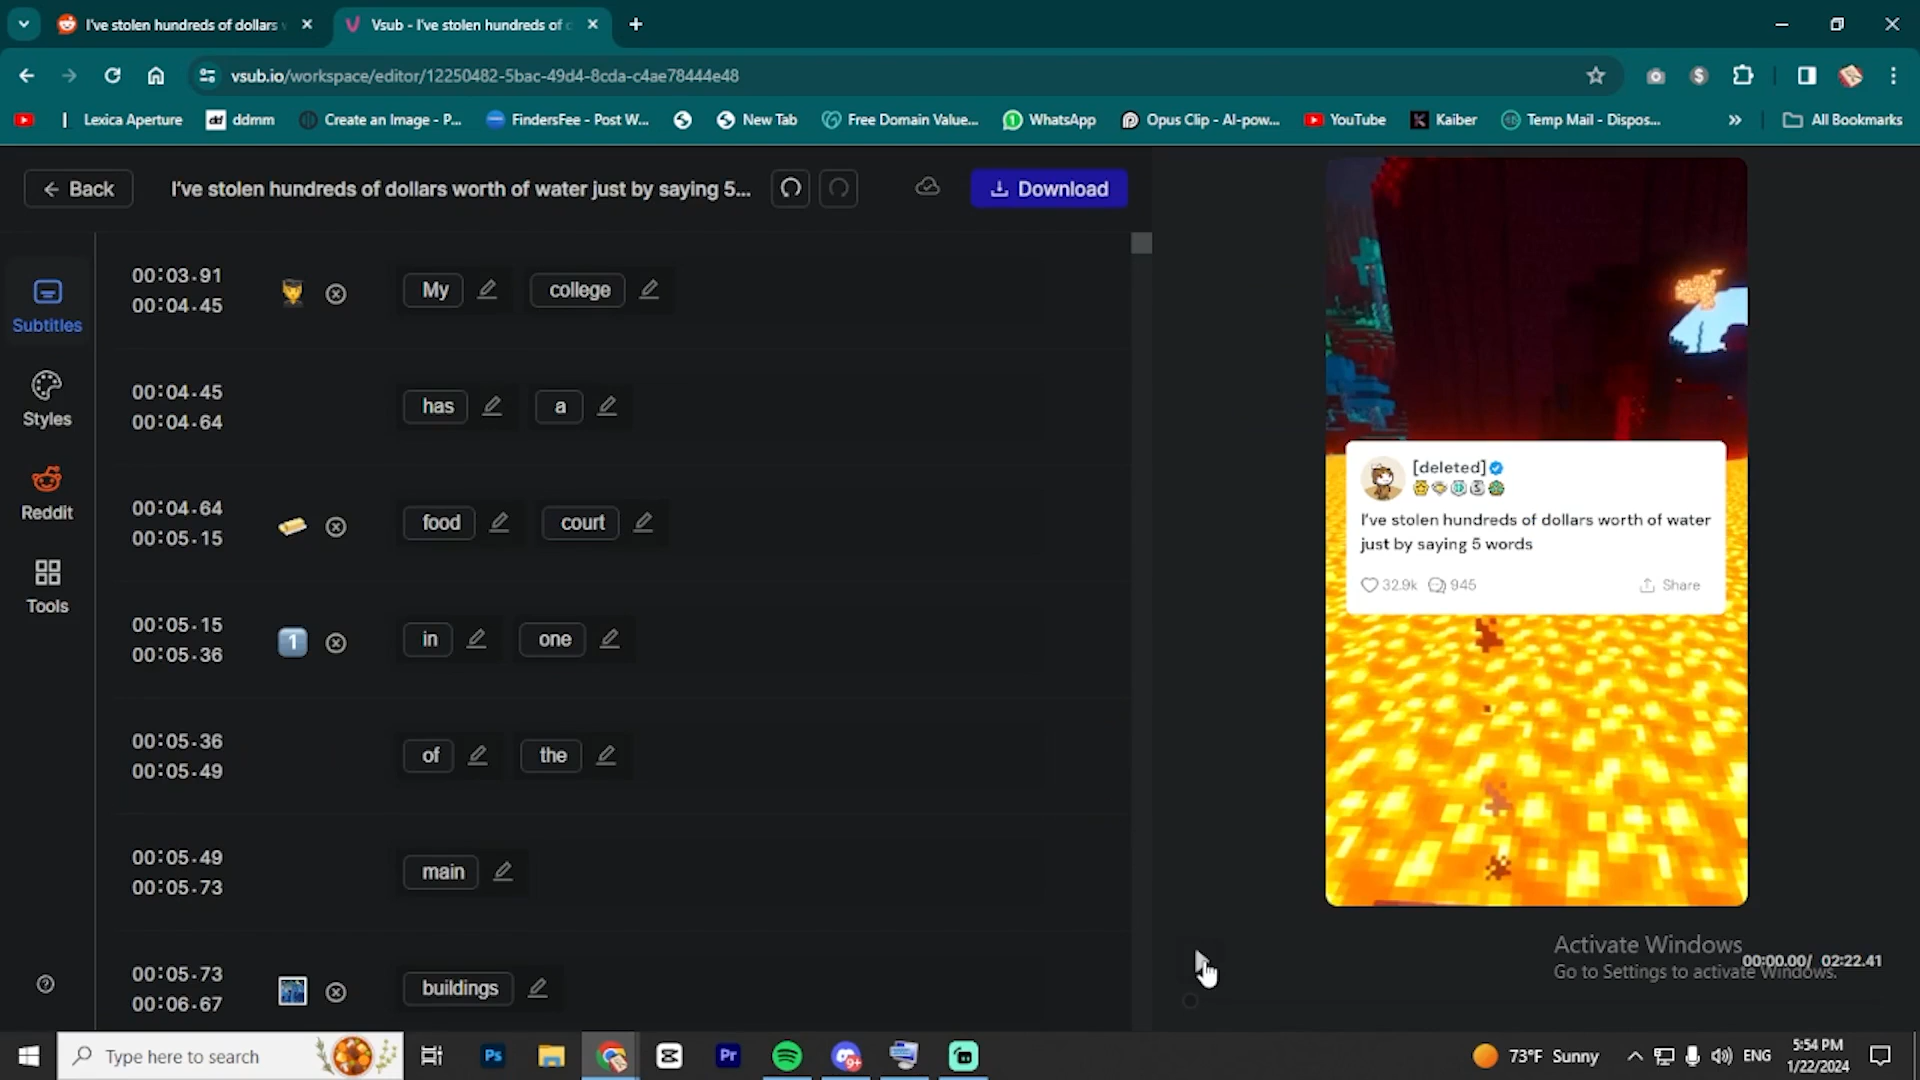 I've stolen hundreds of dollars
Vsub - I've stolen hundreds of
vsub.io/workspace/editor/12250482-5bac-49d4-8cda-c4ae78444e48
Lexica Aperture
ddmm
Create an Image - P...
FindersFee - Post W...
New Tab
Free Domain Value...
WhatsApp
Opus Clip - AI-pow...
YouTube
Kaiber
Temp Mail - Dispos...
All Bookmarks
Back
I've stolen hundreds of dollars worth of water just by saying 5...
Download
Subtitles
Styles
Reddit
Tools
00:03.91
00:04.45
My college
00:04.45
00:04.64
has a
00:04.64
00:05.15
food court
00:05.15
00:05.36
1
in one
00:05.36
00:05.49
of the
00:05.49
00:05.73
main
00:05.73
00:06.67
buildings
[deleted]
I've stolen hundreds of dollars worth of water
just by saying 5 words
32.9k 945 Share
Activate Windows
00:00.00/ 02:22.41
Go to Settings to activate Windows.
Type here to search
Ps
Pr
9+
73°F Sunny
ENG
5:54 PM
1/22/2024